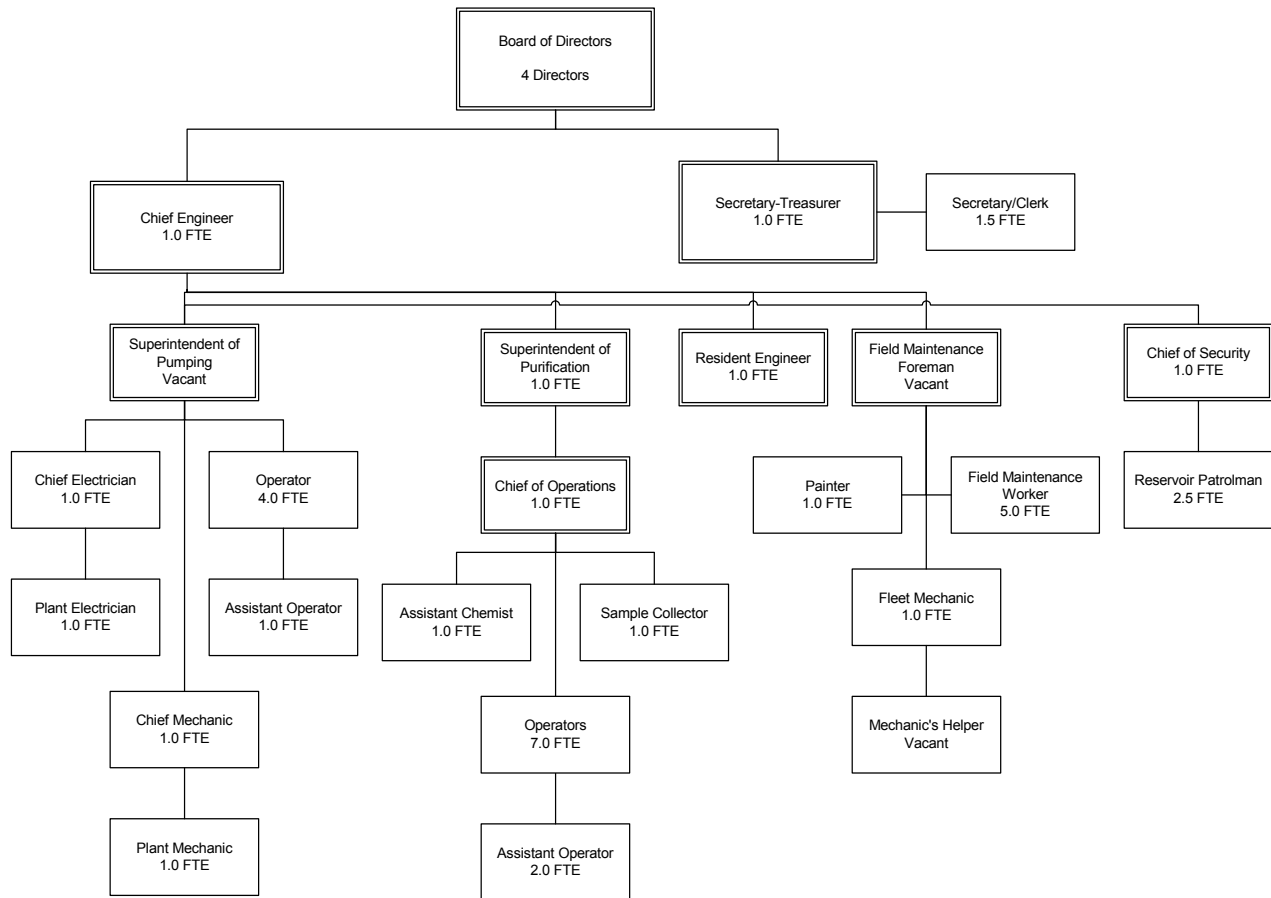 Board of Directors
4 Directors
Chief Engineer
1.0 FTE
Secretary-Treasurer
1.0 FTE
Secretary/Clerk
1.5 FTE
Superintendent of
Pumping
Vacant
Superintendent of
Purification
1.0 FTE
Resident Engineer
1.0 FTE
Field Maintenance
Foreman
Vacant
Chief of Security
1.0 FTE
Chief Electrician
1.0 FTE
Operator
4.0 FTE
Chief of Operations
1.0 FTE
Painter
1.0 FTE
Field Maintenance
Worker
5.0 FTE
Reservoir Patrolman
2.5 FTE
Plant Electrician
1.0 FTE
Assistant Operator
1.0 FTE
Assistant Chemist
1.0 FTE
Sample Collector
1.0 FTE
Fleet Mechanic
1.0 FTE
Chief Mechanic
1.0 FTE
Operators
7.0 FTE
Mechanic's Helper
Vacant
Plant Mechanic
1.0 FTE
Assistant Operator
2.0 FTE